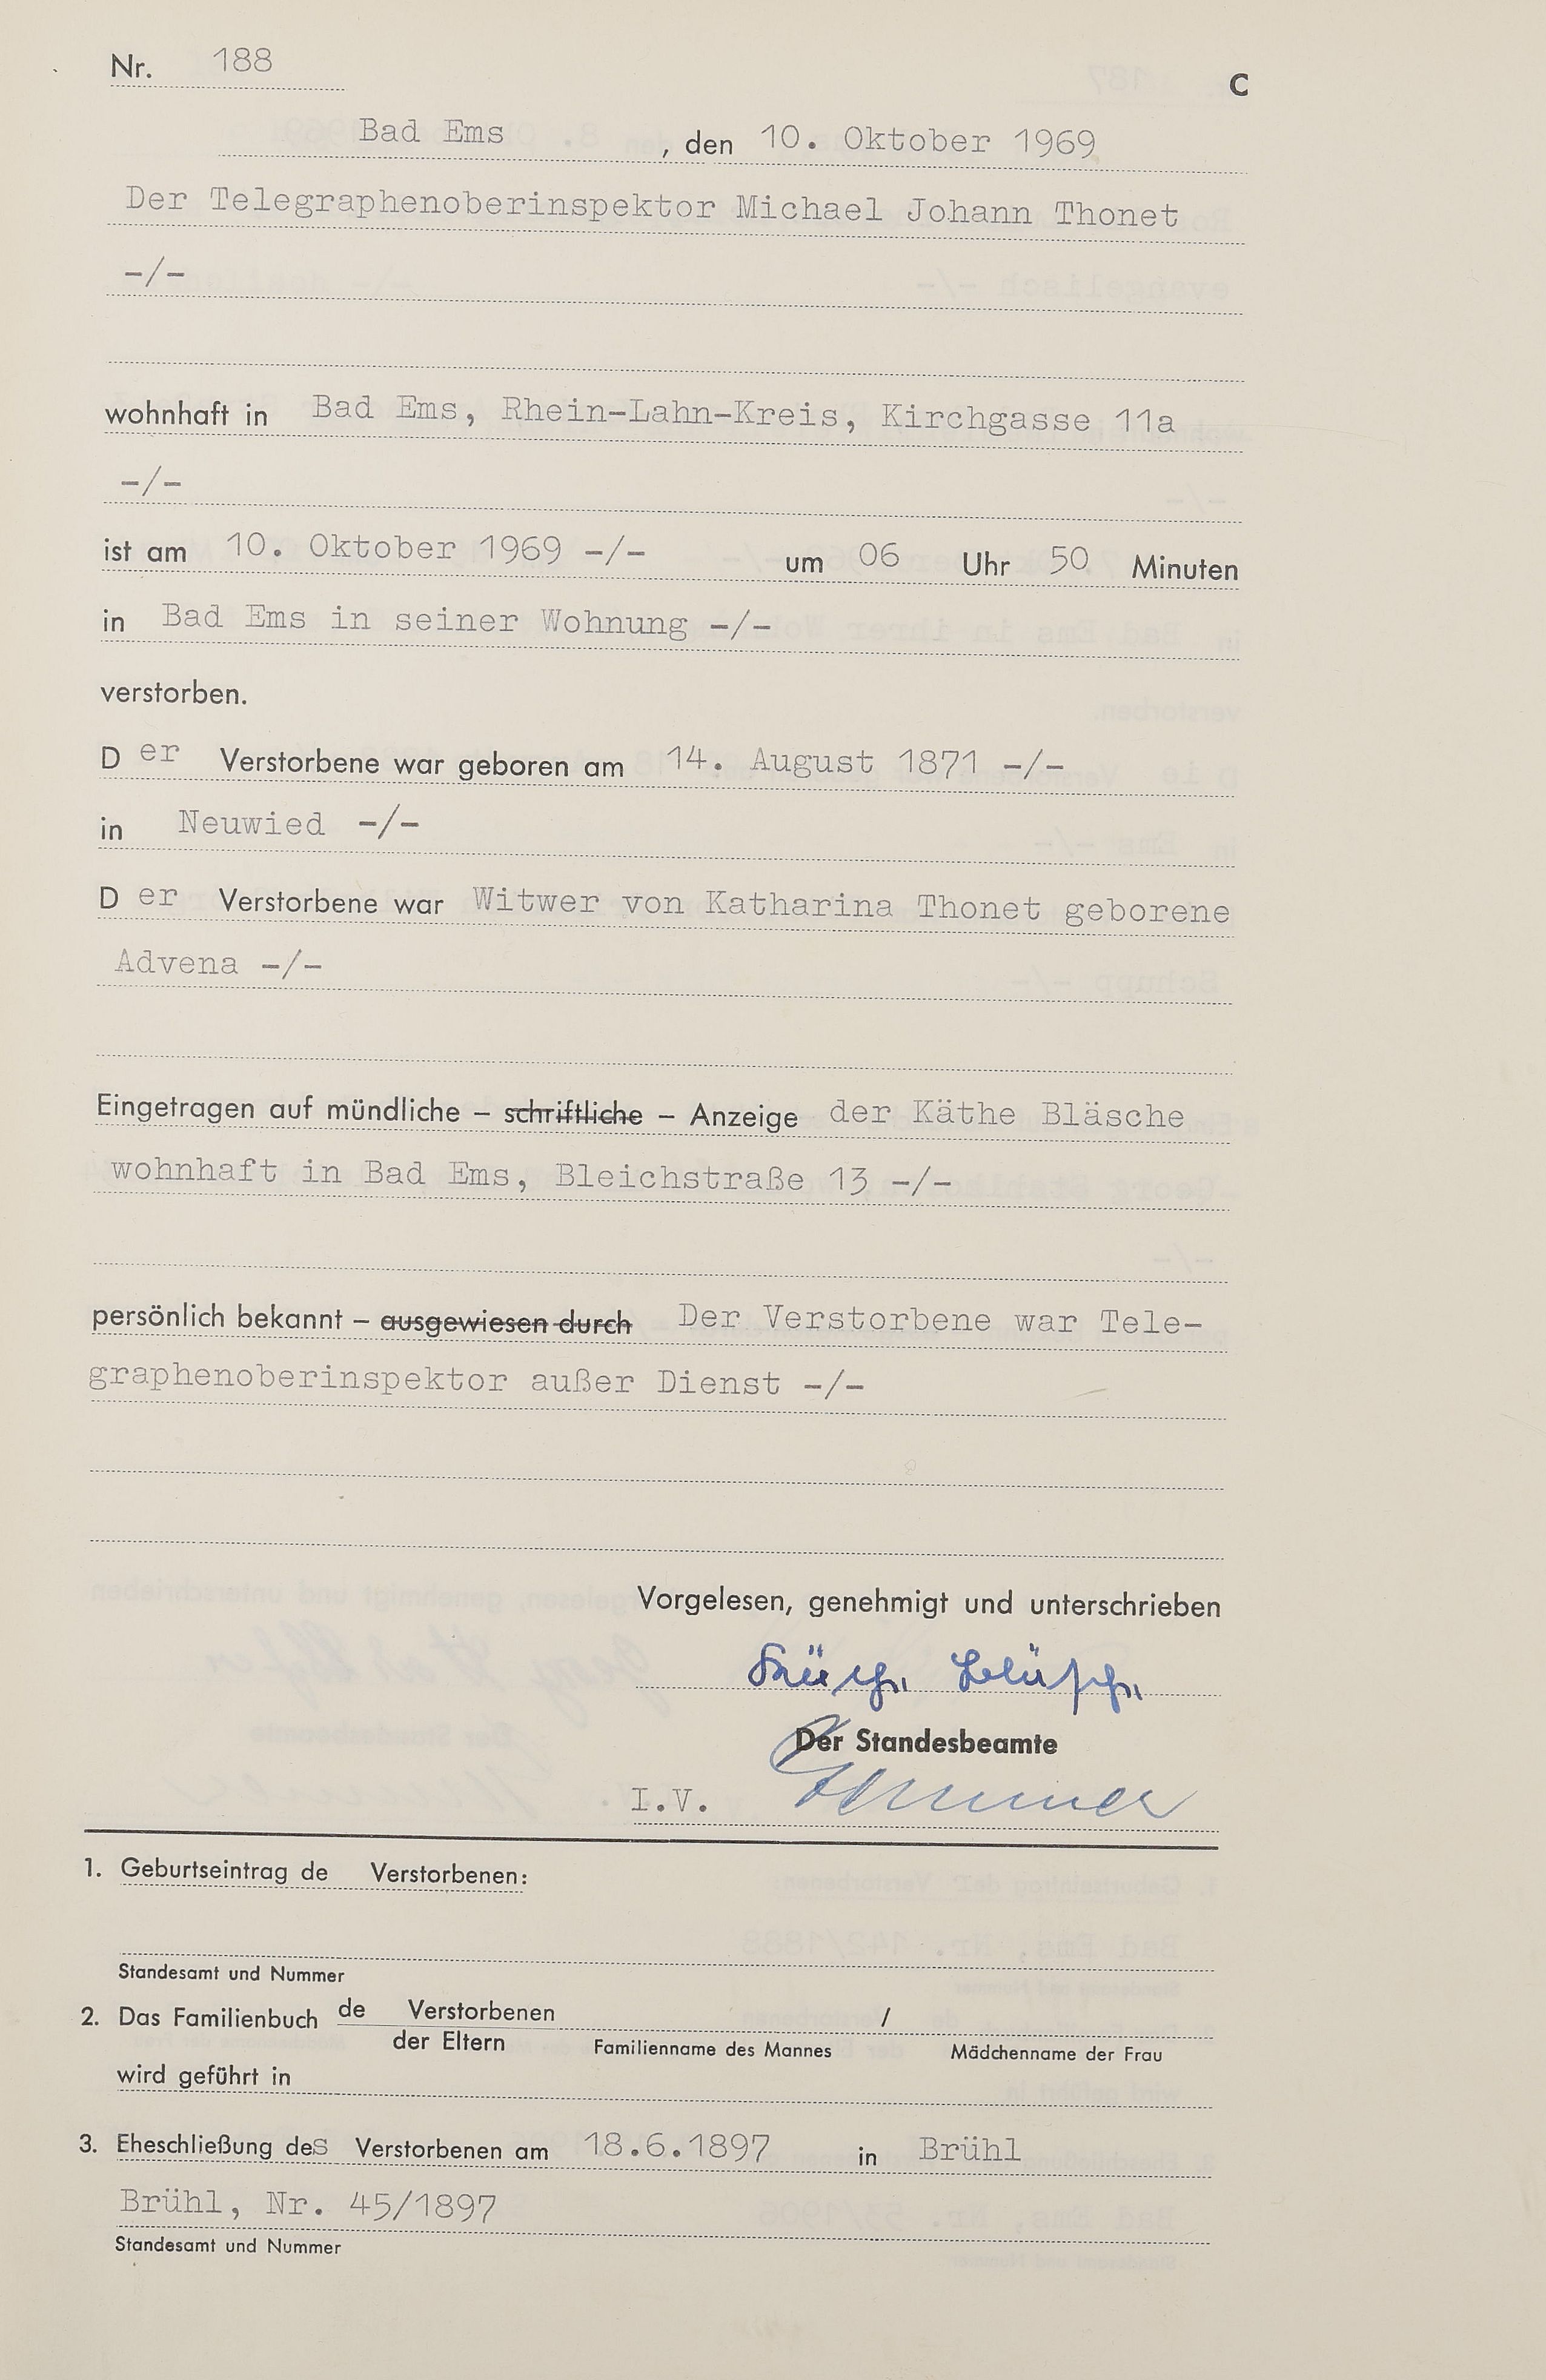 Nr. 188
C
Bad Ems , den 10. Oktober 1969
Der Telegraphenoberinspektor Michael Johann Thonet
-/-
wohnhaft in Bad Ems, Rhein-Lahn-Kreis, Kirchgasse 11a
-/-
ist am 10. Oktober 1969 -/- um 06 Uhr 50 Minuten
in Bad Ems in seiner Wohnung -/-
verstorben.
D er Verstorbene war geboren am 14. August 1871 -/-
in Neuwied -/-
D er Verstorbene war Witwer von Katharina Thonet geborene
Advena -/-
Eingetragen auf mündliche – schriftliche – Anzeige der Käthe Bläsche
wohnhaft in Bad Ems, Bleichstraße 13 -/-
persönlich bekannt – ausgewiesen durch Der Verstorbene war Tele-
graphenoberinspektor außer Dienst -/-
Vorgelesen, genehmigt und unterschrieben
Käthe Bläsche
Der Standesbeamte
I.V.
1. Geburtseintrag de Verstorbenen:
Standesamt und Nummer
2. Das Familienbuch de Verstorbenen /
der Eltern Familienname des Mannes Mädchenname der Frau
wird geführt in
3. Eheschließung des Verstorbenen am 18.6.1897 in Brühl
Brühl, Nr. 45/1897
Standesamt und Nummer